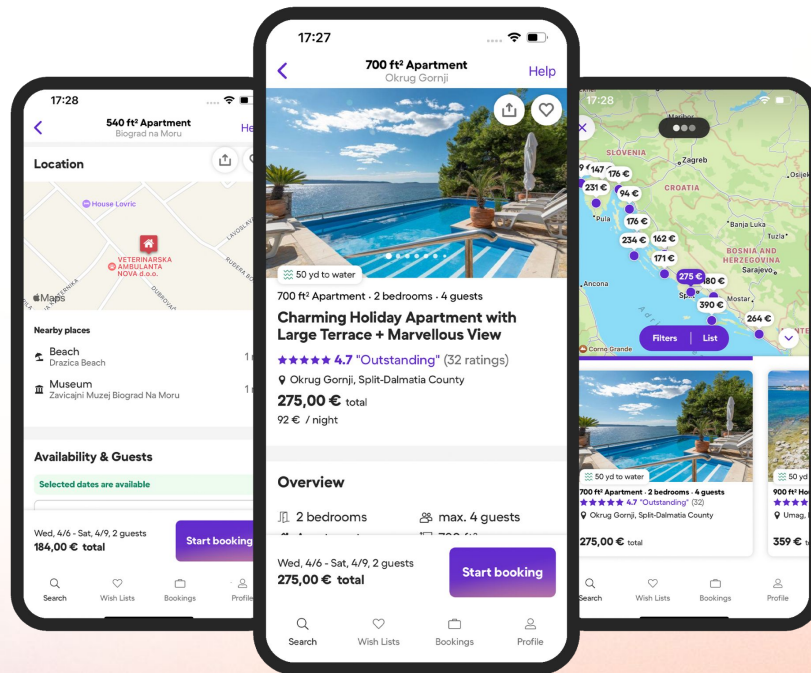 17:28
540 ft² Apartment
Biograd na Moru
Location
House Lovric
VETERINARSKA
AMBULANTA
NOVA d.o.o.
Maps
Nearby places
Beach
Drazica Beach
Museum
Zavicajni Muzej Biograd Na Moru
Availability & Guests
Selected dates are available
Wed, 4/6 - Sat, 4/9, 2 guests
184,00 € total
Start booking
Search
Wish Lists
Bookings
Profile
17:27
700 ft² Apartment
Okrug Gornji
Help
50 yd to water
700 ft² Apartment · 2 bedrooms · 4 guests
Charming Holiday Apartment with
Large Terrace + Marvellous View
4.7 "Outstanding" (32 ratings)
Okrug Gornji, Split-Dalmatia County
275,00 € total
92 € / night
Overview
2 bedrooms
max. 4 guests
Wed, 4/6 - Sat, 4/9, 2 guests
275,00 € total
Start booking
Search
Wish Lists
Bookings
Profile
17:28
Maribor
SLOVENIA
Zagreb
Osijek
147
176 €
231 €
94 €
CROATIA
Pula
176 €
Banja Luka
Tuzla
234 €
162 €
BOSNIA AND
HERZEGOVINA
171 €
Sarajevo
Ancona
275 €
Mostar
390 €
264 €
Filters
List
Corno Grande
50 yd to water
700 ft² Apartment · 2 bedrooms · 4 guests
4.7 "Outstanding" (32)
Okrug Gornji, Split-Dalmatia County
275,00 € total
50 yd
900 ft²
Umag,
359 €
Search
Wish Lists
Bookings
Profile